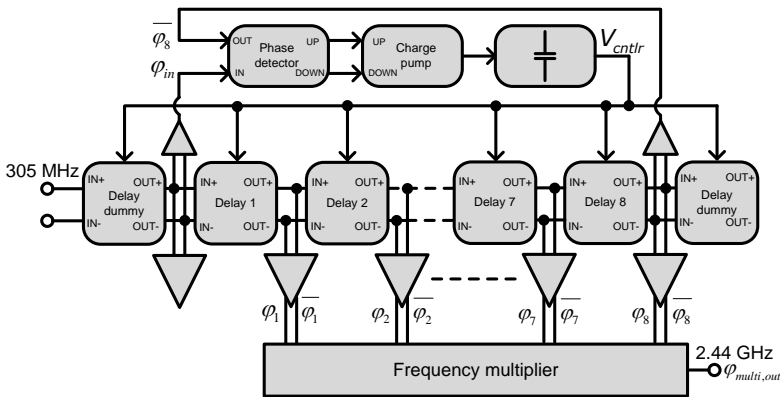 φ̅8
OUT
Phase detector
UP
UP
Charge pump
Vcntlr
φin
IN
DOWN
DOWN
305 MHz
IN+
OUT+
Delay dummy
IN-
OUT-
IN+
OUT+
Delay 1
IN-
OUT-
IN+
OUT+
Delay 2
IN-
OUT-
IN+
OUT+
Delay 7
IN-
OUT-
IN+
OUT+
Delay 8
IN-
OUT-
IN+
OUT+
Delay dummy
IN-
OUT-
φ1 φ̅1
φ2 φ̅2
φ7 φ̅7
φ8 φ̅8
Frequency multiplier
2.44 GHz
φmulti,out